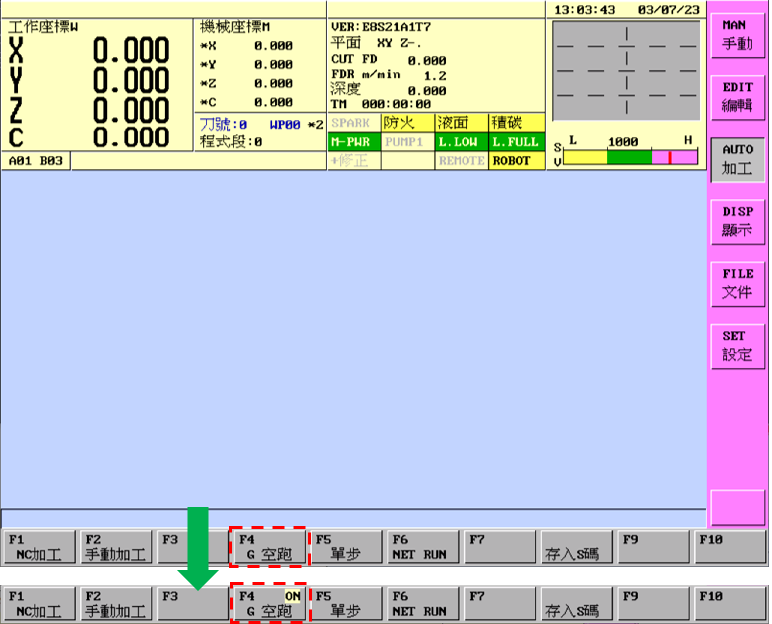 13:03:43 03/07/23
工作座標W
X 0.000
Y 0.000
Z 0.000
C 0.000
A01 B03
機械座標M
*X 0.000
*Y 0.000
*Z 0.000
*C 0.000
刀號:0 WP00 *2
程式段:0
VER:E8S21A1T7
平面 XY Z-.
CUT FD 0.000
FDR m/min 1.2
深度 0.000
TM 000:00:00
SPARK 防火 液面 積碳
M-PWR PUMP1 L.LOW L.FULL
+修正 REMOTE ROBOT
L 1000 H
S
V
MAN
手動
EDIT
編輯
AUTO
加工
DISP
顯示
FILE
文件
SET
設定
F1 F2 F3 F4 F5 F6 F7 F9 F10
NC加工 手動加工 G 空跑 單步 NET RUN 存入S碼
F1 F2 F3 F4 ON F5 F6 F7 F9 F10
NC加工 手動加工 G 空跑 單步 NET RUN 存入S碼